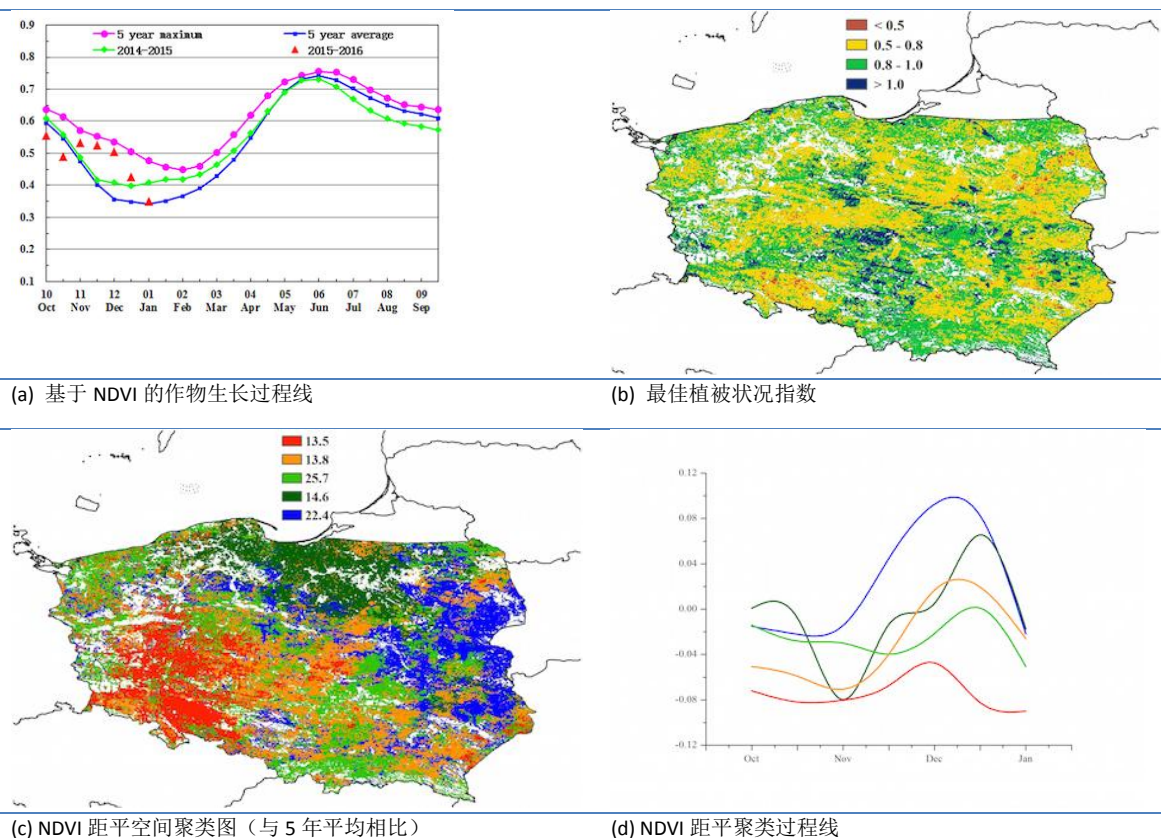 0.9
0.8
0.7
0.6
0.5
0.4
0.3
0.2
0.1
5 year maximum
5 year average
2014-2015
2015-2016
10 11 12 01 02 03 04 05 06 07 08 09
Oct Nov Dec Jan Feb Mar Apr May Jun Jul Aug Sep
< 0.5
0.5 - 0.8
0.8 - 1.0
> 1.0
(a) 基于 NDVI 的作物生长过程线
(b) 最佳植被状况指数
13.5
13.8
25.7
14.6
22.4
0.12
0.08
0.04
0.00
-0.04
-0.08
-0.12
Oct Nov Dec Jan
(c) NDVI 距平空间聚类图（与 5 年平均相比）
(d) NDVI 距平聚类过程线